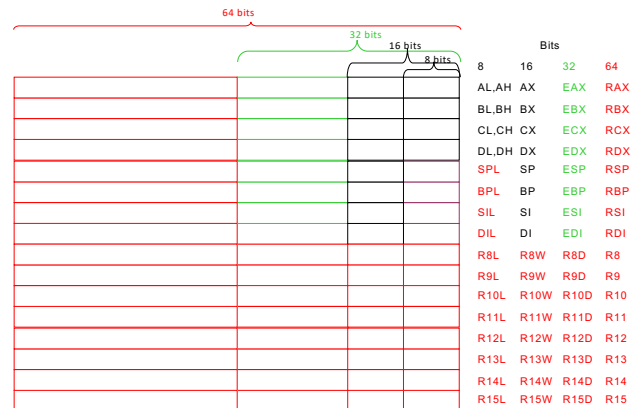 64 bits
32 bits
16 bits
8 bits
Bits
8 16 32 64
AL,AH AX EAX RAX
BL,BH BX EBX RBX
CL,CH CX ECX RCX
DL,DH DX EDX RDX
SPL SP ESP RSP
BPL BP EBP RBP
SIL SI ESI RSI
DIL DI EDI RDI
R8L R8W R8D R8
R9L R9W R9D R9
R10L R10W R10D R10
R11L R11W R11D R11
R12L R12W R12D R12
R13L R13W R13D R13
R14L R14W R14D R14
R15L R15W R15D R15